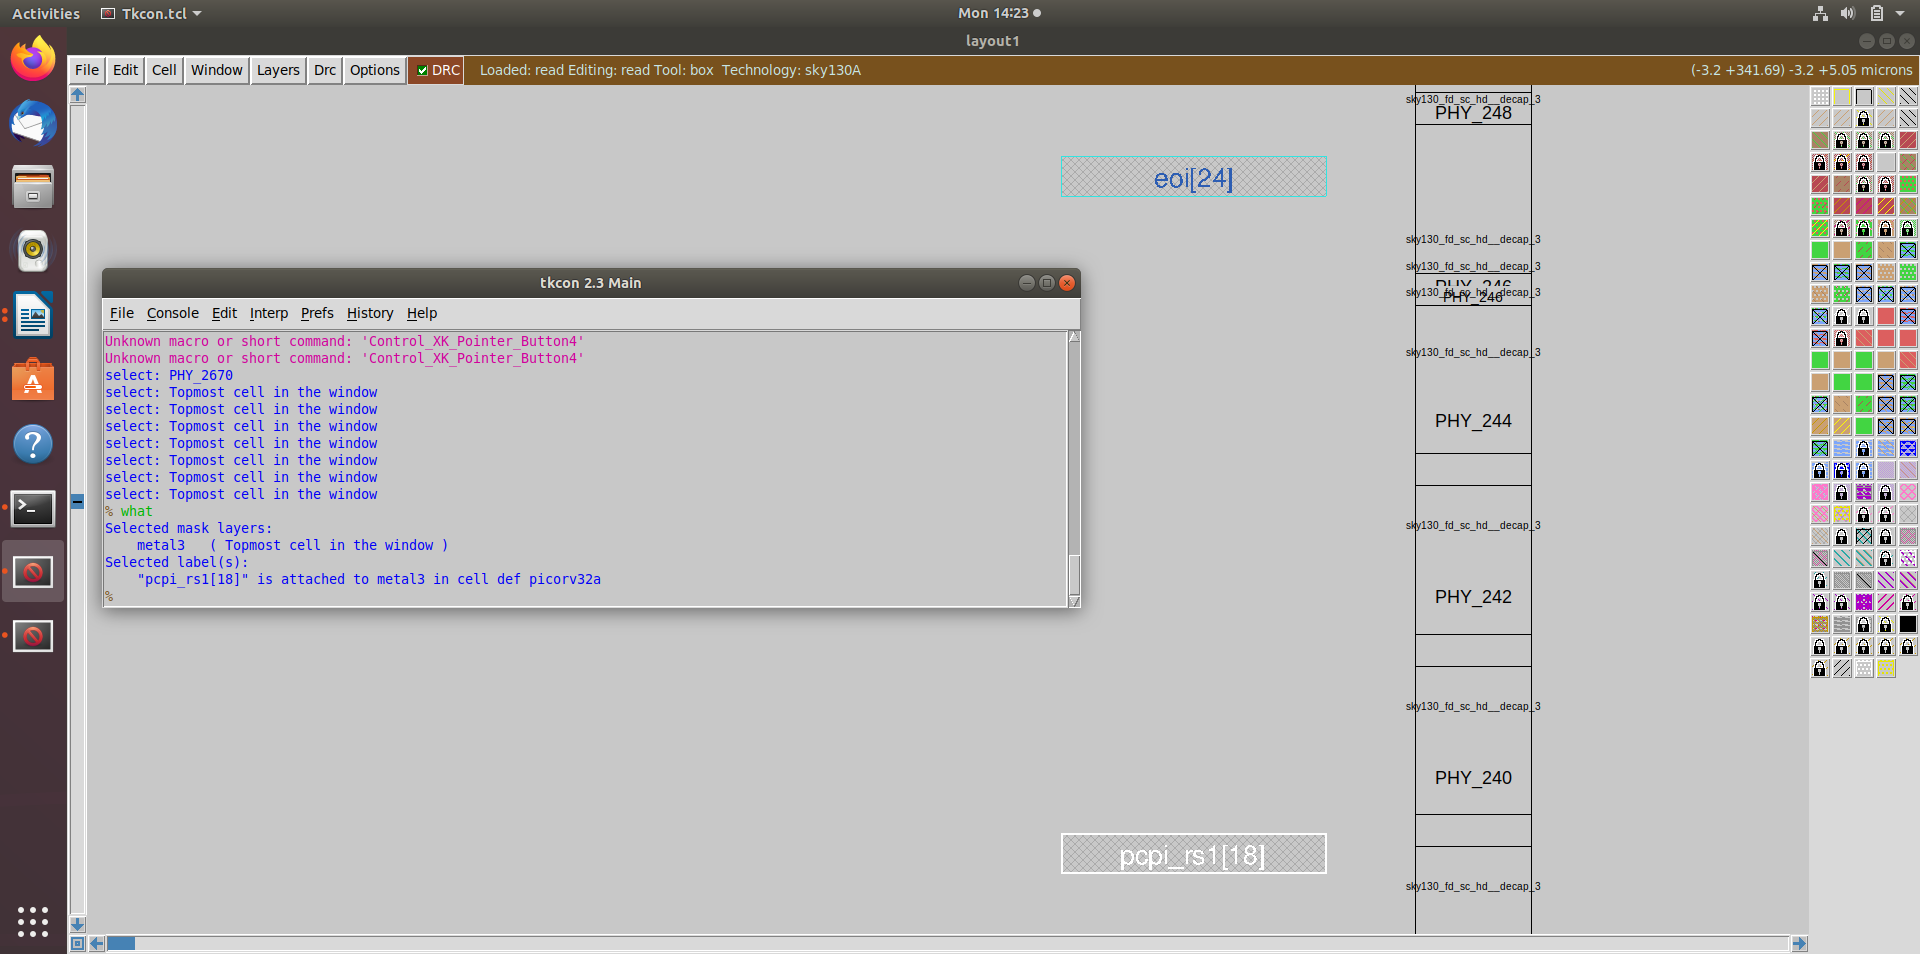 Activities
Tkcon.tcl
Mon 14:23
layout1
File Edit Cell Window Layers Drc Options DRC Loaded: read Editing: read Tool: box Technology: sky130A (-3.2 +341.69) -3.2 +5.05 microns
sky130_fd_sc_hd__decap_3
PHY_248
eoi[24]
sky130_fd_sc_hd__decap_3
sky130_fd_sc_hd__decap_3
PHY_246
sky130_fd_sc_hd__decap_3
PHY_246
sky130_fd_sc_hd__decap_3
PHY_244
sky130_fd_sc_hd__decap_3
PHY_242
sky130_fd_sc_hd__decap_3
PHY_240
pcpi_rs1[18]
sky130_fd_sc_hd__decap_3
tkcon 2.3 Main
File Console Edit Interp Prefs History Help
Unknown macro or short command: 'Control_XK_Pointer_Button4'
Unknown macro or short command: 'Control_XK_Pointer_Button4'
select: PHY_2670
select: Topmost cell in the window
select: Topmost cell in the window
select: Topmost cell in the window
select: Topmost cell in the window
select: Topmost cell in the window
select: Topmost cell in the window
select: Topmost cell in the window
% what
Selected mask layers:
metal3 ( Topmost cell in the window )
Selected label(s):
"pcpi_rs1[18]" is attached to metal3 in cell def picorv32a
%